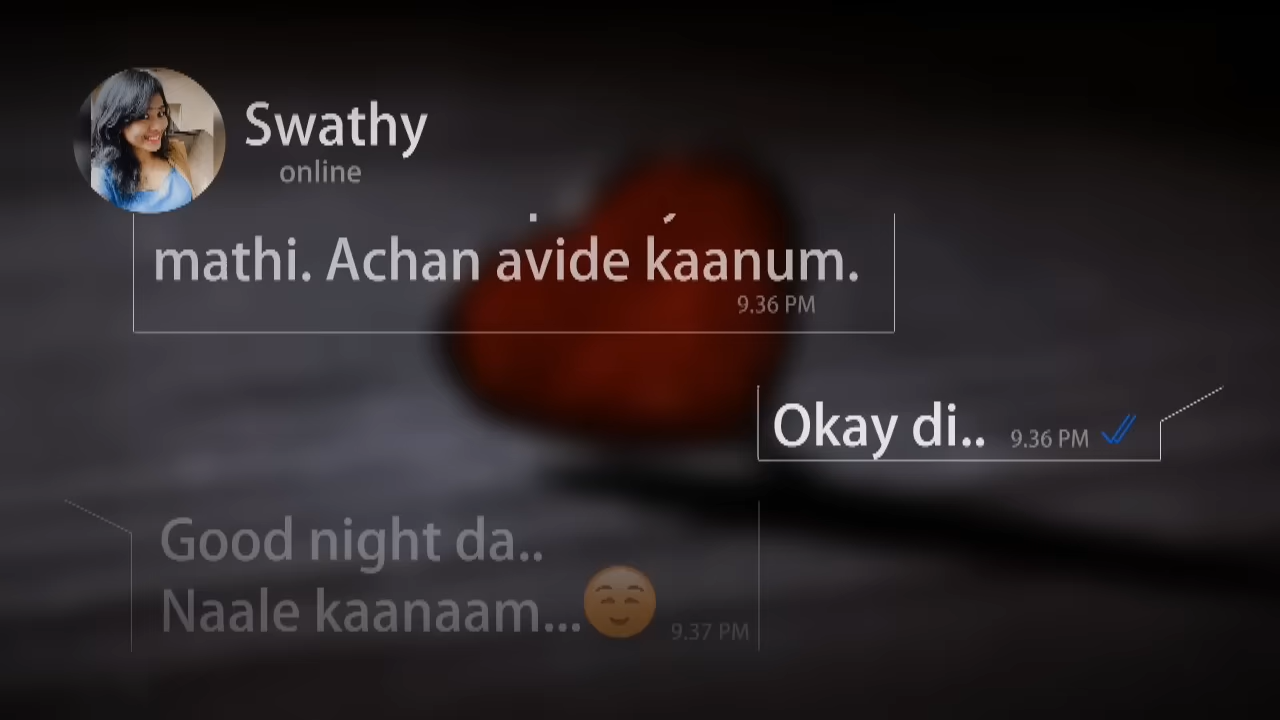 Swathy
online
mathi. Achan avide kaanum.
9.36 PM
Okay di.. 9.36 PM
Good night da..
Naale kaanaam... 9.37 PM